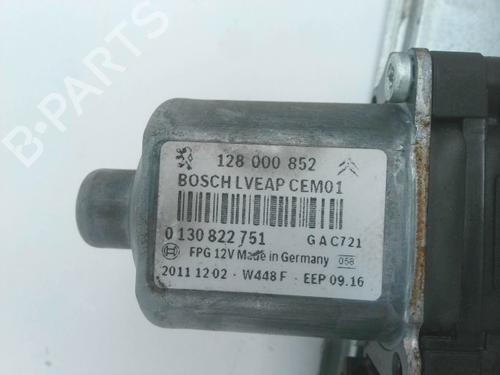 128 000 852
BOSCH LVEAP CEM01
0 130 822 751 G A C721
FPG 12V Made in Germany 058
2011 12 02 - W448 F - EEP 09.16
B-PARTS